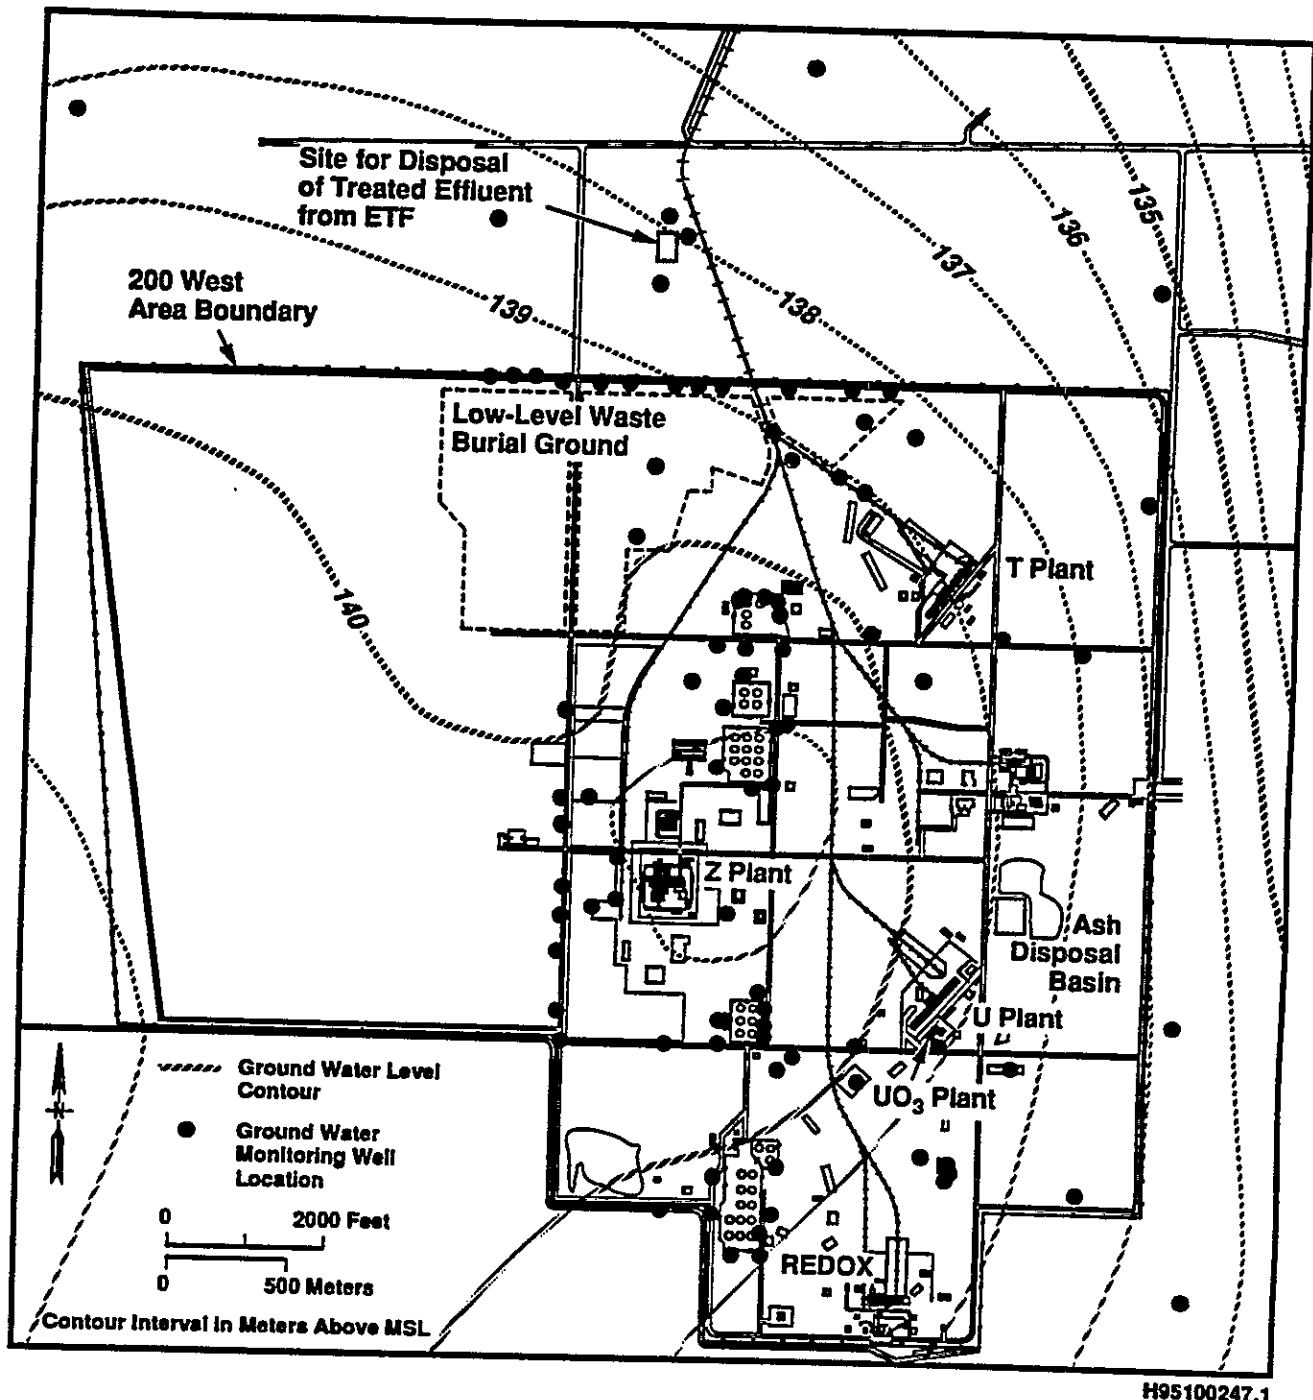 Site for Disposal
of Treated Effluent
from ETF
135
136
137
138
139
200 West
Area Boundary
Low-Level Waste
Burial Ground
T Plant
140
Z Plant
Ash
Disposal
Basin
U Plant
UO3 Plant
N
Ground Water Level
Contour
Ground Water
Monitoring Well
Location
0 2000 Feet
0 500 Meters
REDOX
Contour Interval in Meters Above MSL
H95100247.1